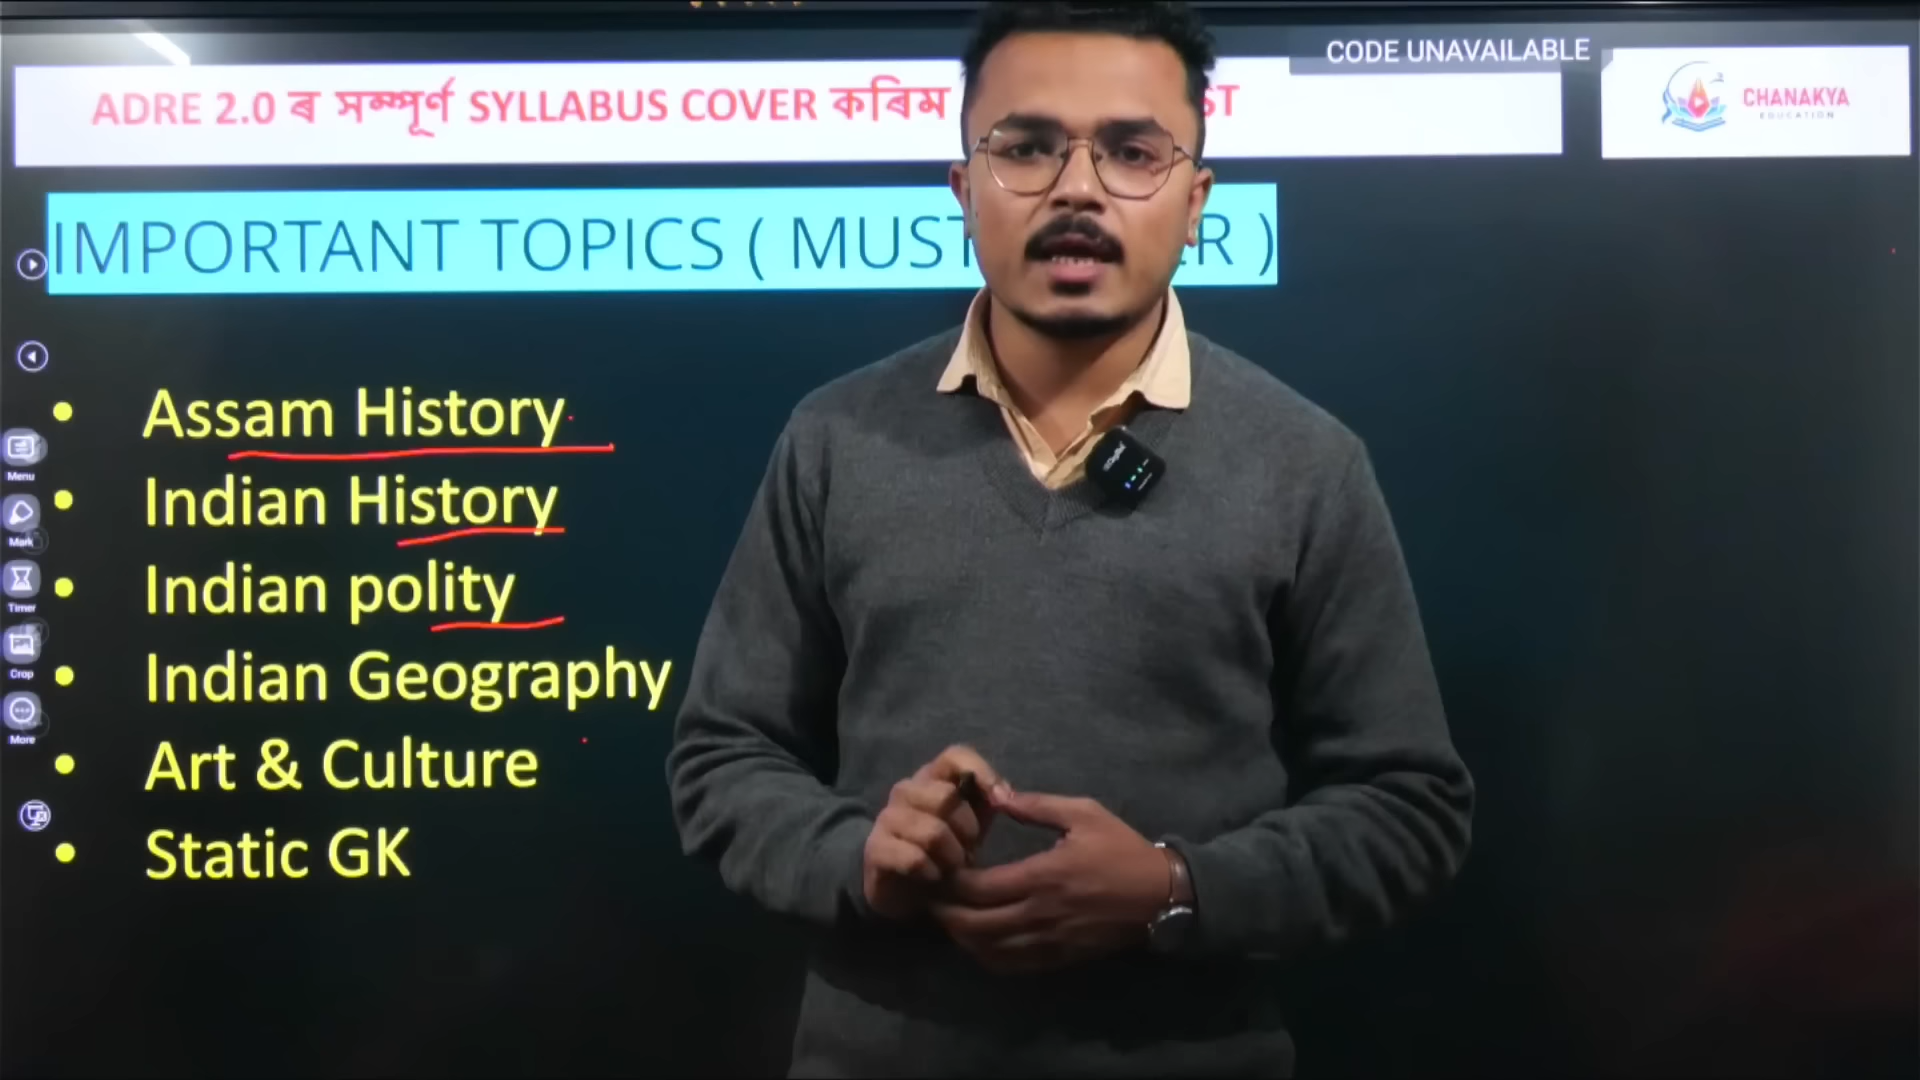 CODE UNAVAILABLE
ADRE 2.0 ৰ সম্পূৰ্ণ SYLLABUS COVER কৰিম
CHANAKYA
EDUCATION
IMPORTANT TOPICS ( MUST )
• Assam History
• Indian History
• Indian polity
• Indian Geography
• Art & Culture
• Static GK
Menu
Mark
Timer
Crop
More